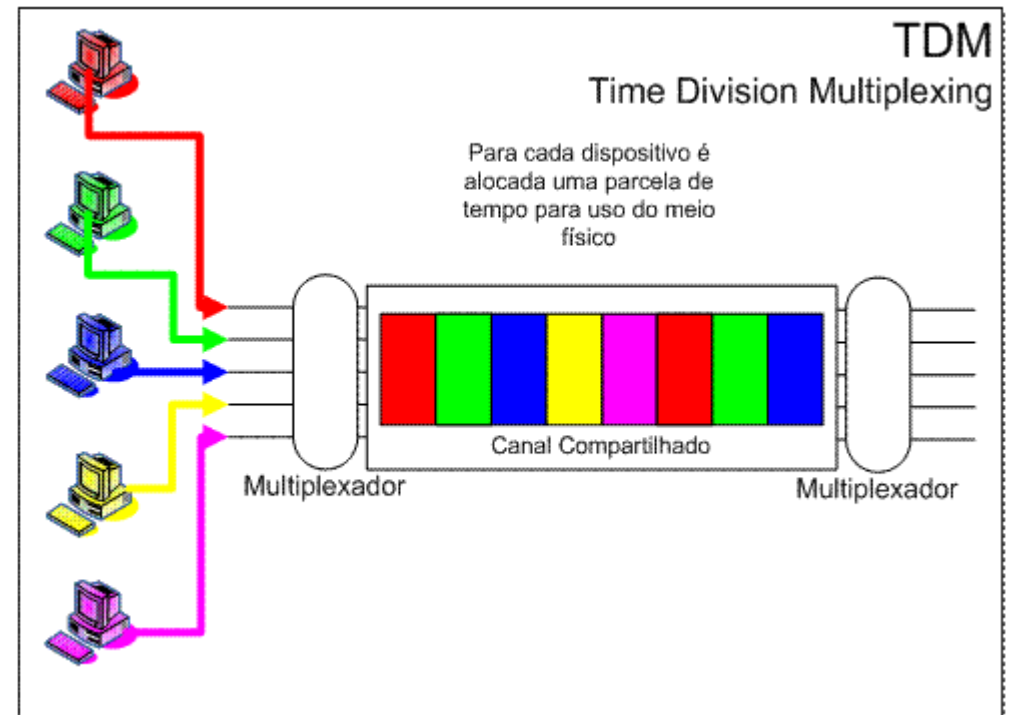 TDM
Time Division Multiplexing
Para cada dispositivo é
alocada uma parcela de
tempo para uso do meio
físico
Canal Compartilhado
Multiplexador
Multiplexador